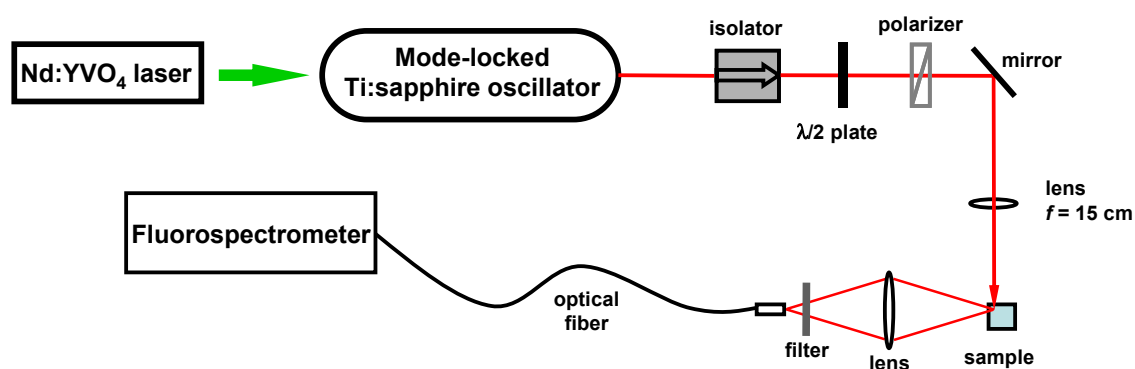 Nd:YVO₄ laser
Mode-locked
Ti:sapphire oscillator
isolator
λ/2 plate
polarizer
mirror
lens
f = 15 cm
Fluorospectrometer
optical
fiber
filter
lens
sample